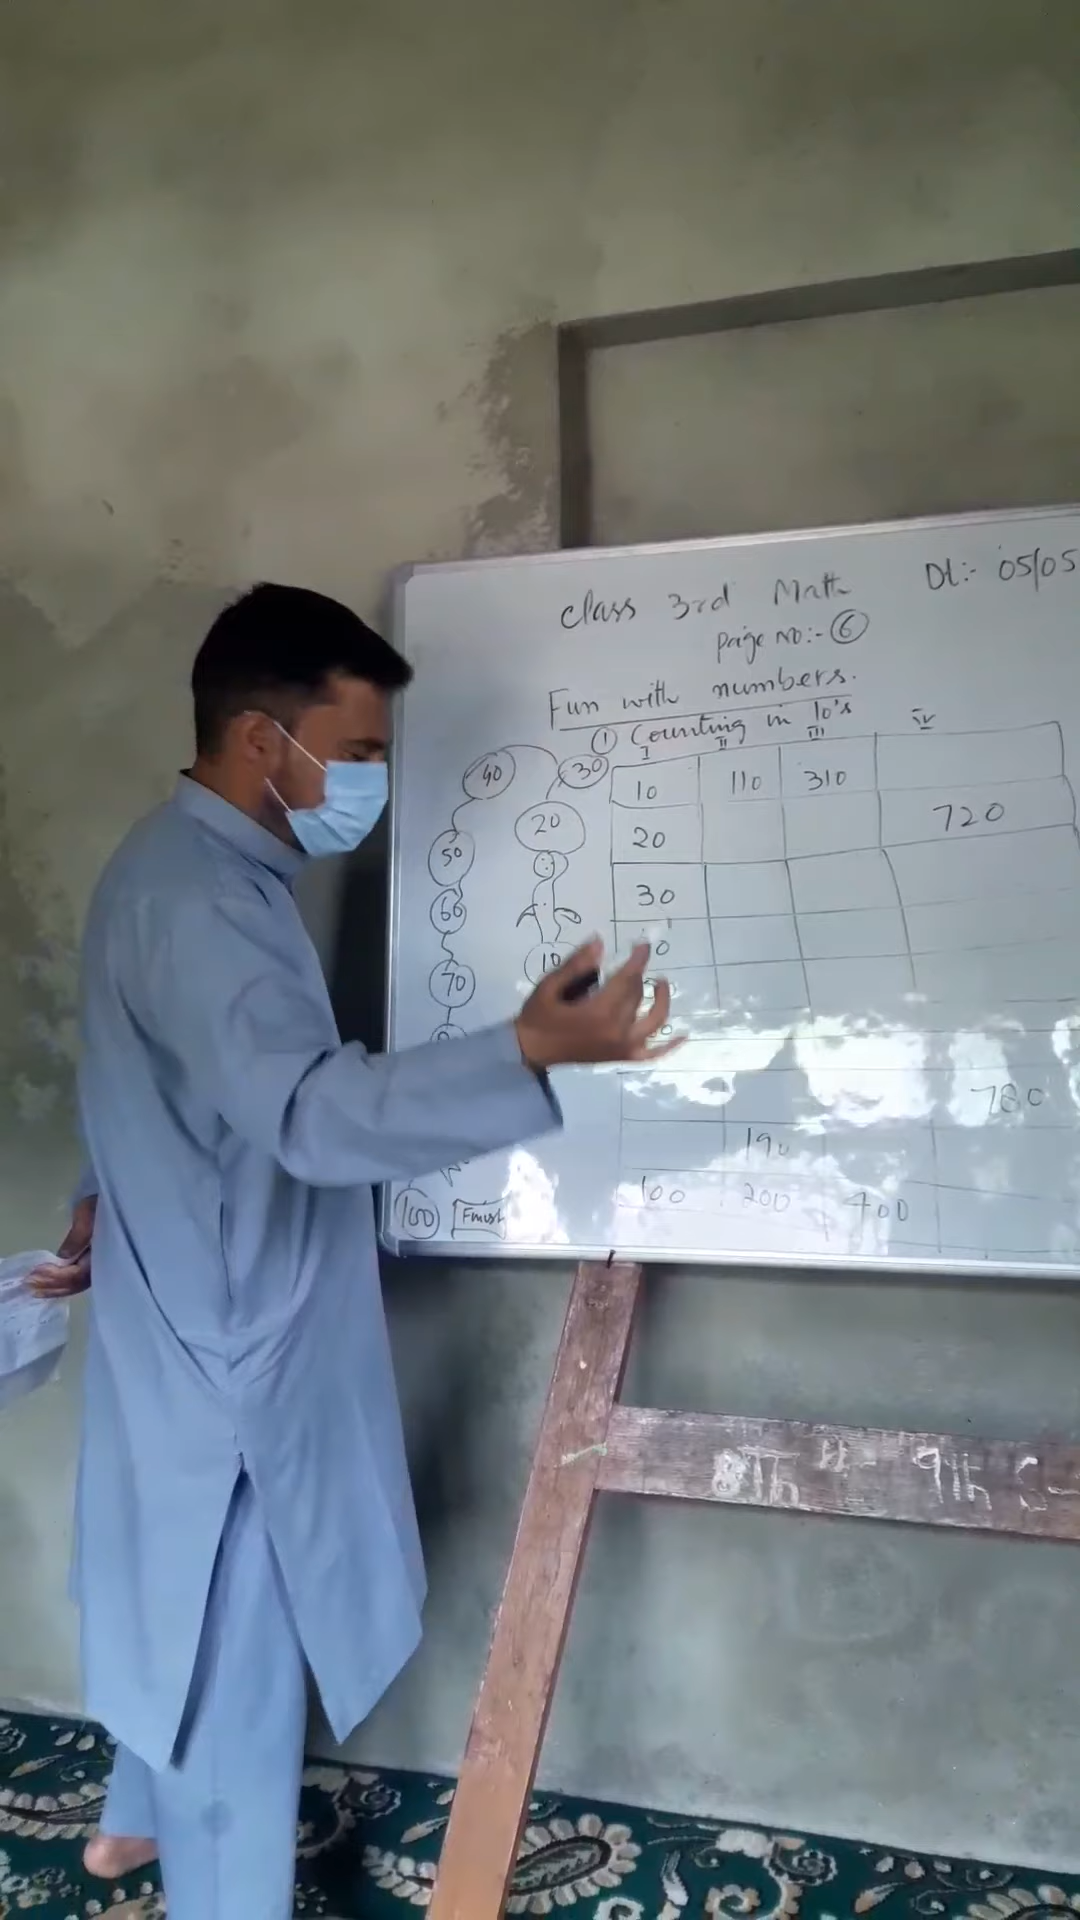 Class 3rd Math Dt:- 05/05
page No:- 6
Fun with numbers.
① Counting in 10's
I II III IV
40 30 10 110 310
20 20 720
50
60 30
10
70
780
190
100 200 400
100 Finish
8Th 9th S-